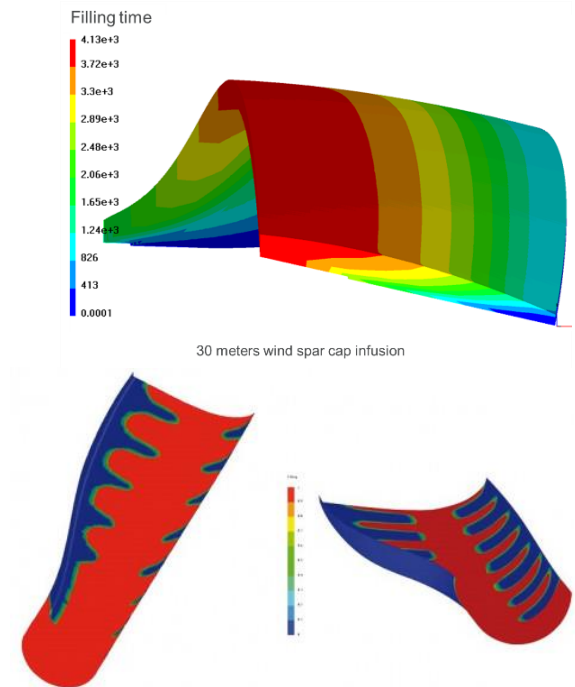 Filling time
4.13e+3
3.72e+3
3.3e+3
2.89e+3
2.48e+3
2.06e+3
1.65e+3
1.24e+3
826
413
0.0001
30 meters wind spar cap infusion
Filling